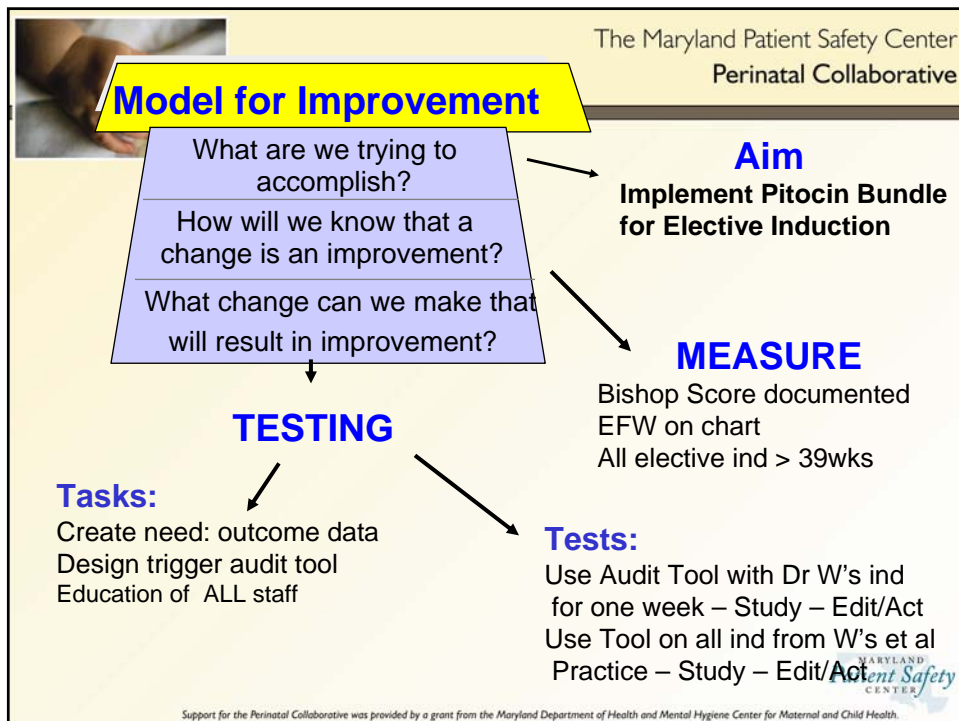 The Maryland Patient Safety Center
Perinatal Collaborative
Model for Improvement
What are we trying to
accomplish?
How will we know that a
change is an improvement?
What change can we make that
will result in improvement?
Aim
Implement Pitocin Bundle
for Elective Induction
MEASURE
Bishop Score documented
EFW on chart
All elective ind > 39wks
TESTING
Tasks:
Create need: outcome data
Design trigger audit tool
Education of ALL staff
Tests:
Use Audit Tool with Dr W's ind
for one week – Study – Edit/Act
Use Tool on all ind from W's et al
Practice – Study – Edit/Act
MARYLAND
Patient Safety
CENTER
Support for the Perinatal Collaborative was provided by a grant from the Maryland Department of Health and Mental Hygiene Center for Maternal and Child Health.